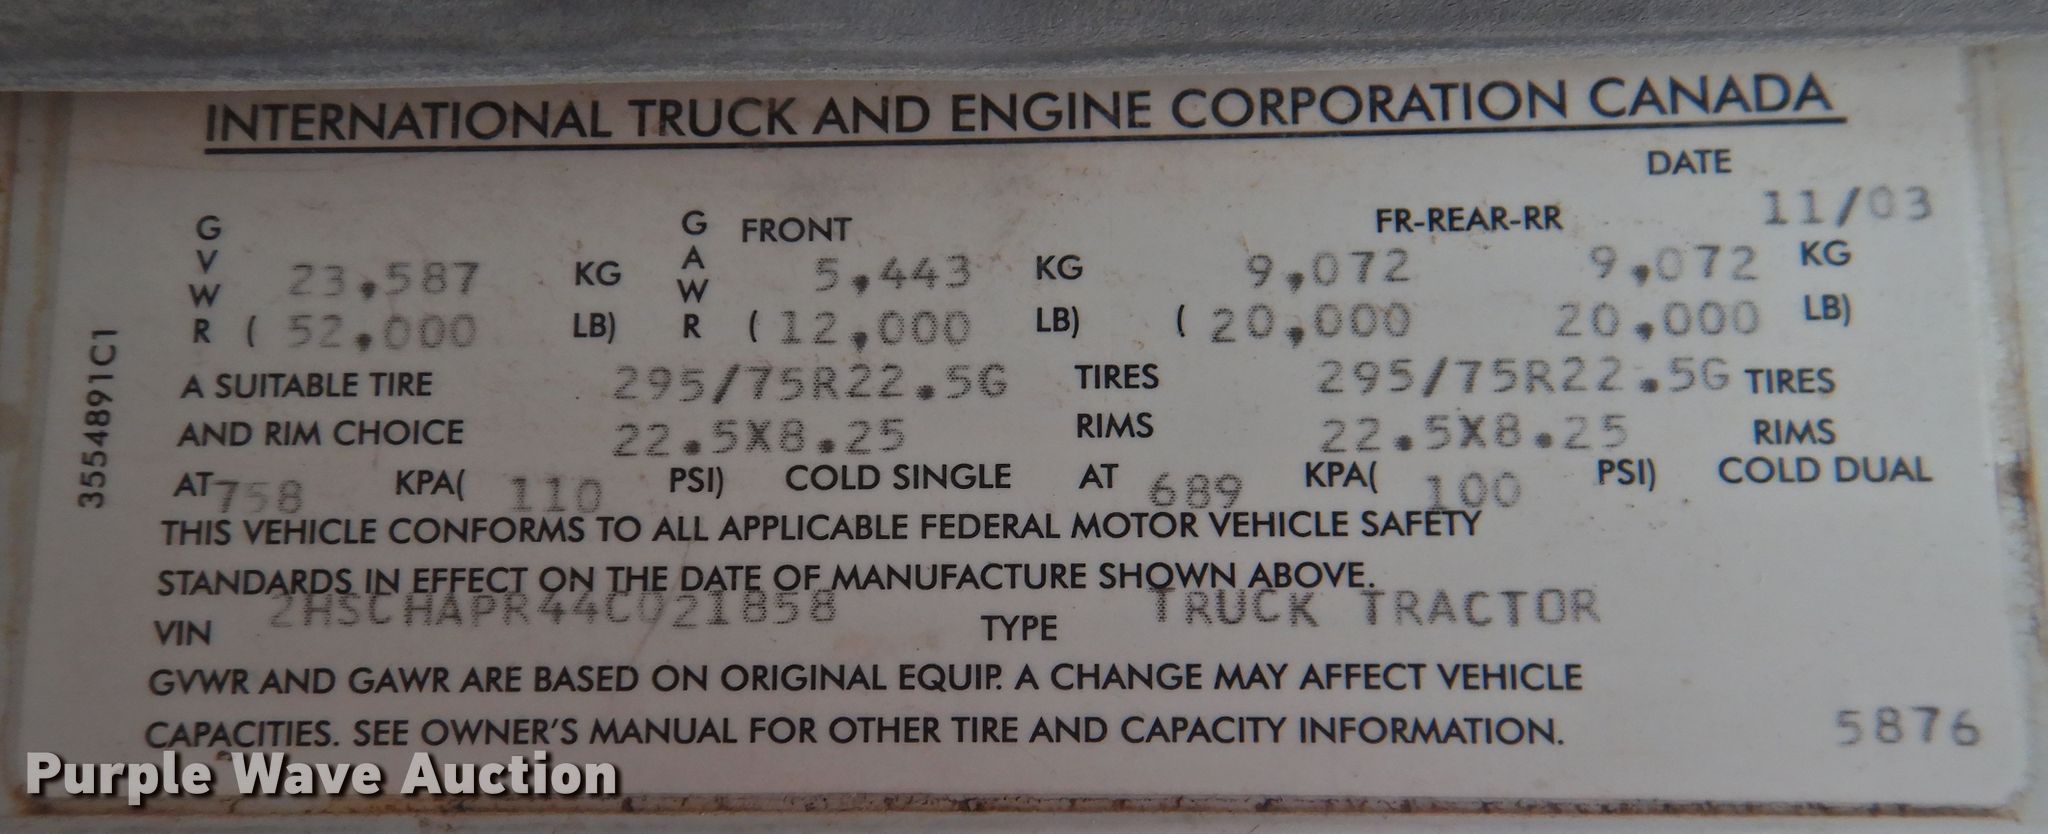 INTERNATIONAL TRUCK AND ENGINE CORPORATION CANADA
DATE
11/03
G V W R 23,587 KG G A W R FRONT 5,443 KG FR-REAR-RR 9,072 9,072 KG
( 52,000 LB) ( 12,000 LB) ( 20,000 20,000 LB)
A SUITABLE TIRE 295/75R22.5G TIRES 295/75R22.5G TIRES
AND RIM CHOICE 22.5X8.25 RIMS 22.5X8.25 RIMS
AT 758 KPA( 110 PSI) COLD SINGLE AT 689 KPA( 100 PSI) COLD DUAL
THIS VEHICLE CONFORMS TO ALL APPLICABLE FEDERAL MOTOR VEHICLE SAFETY
STANDARDS IN EFFECT ON THE DATE OF MANUFACTURE SHOWN ABOVE.
VIN 2HSCHAPR44C021858 TYPE TRUCK TRACTOR
GVWR AND GAWR ARE BASED ON ORIGINAL EQUIP. A CHANGE MAY AFFECT VEHICLE
CAPACITIES. SEE OWNER'S MANUAL FOR OTHER TIRE AND CAPACITY INFORMATION.
5876
3554891C1
Purple Wave Auction